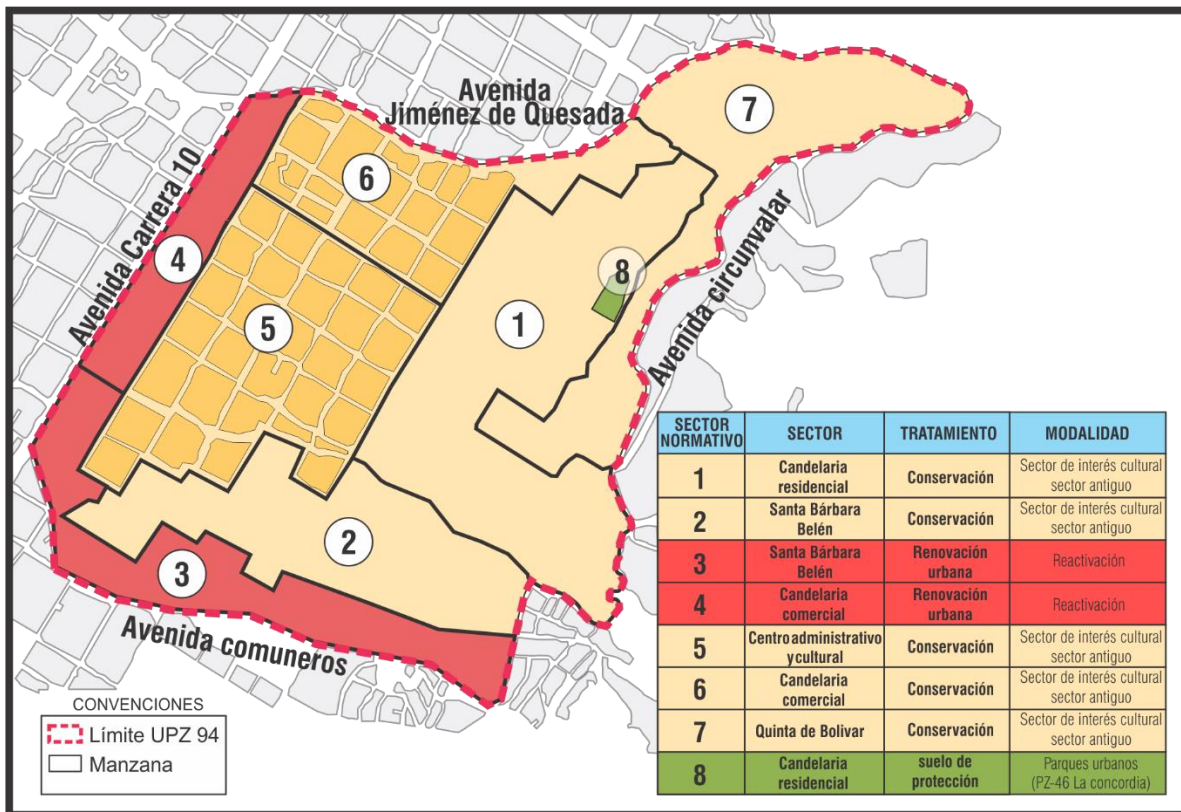 Avenida
Jiménez de Quesada
7
6
Avenida Carrera 10
4
8
Avenida circunvalar
5
1
2
3
Avenida comuneros
CONVENCIONES
Límite UPZ 94
Manzana
SECTOR NORMATIVO SECTOR TRATAMIENTO MODALIDAD
1 Candelaria residencial Conservación Sector de interés cultural sector antiguo
2 Santa Bárbara Belén Conservación Sector de interés cultural sector antiguo
3 Santa Bárbara Belén Renovación urbana Reactivación
4 Candelaria comercial Renovación urbana Reactivación
5 Centro administrativo y cultural Conservación Sector de interés cultural sector antiguo
6 Candelaria comercial Conservación Sector de interés cultural sector antiguo
7 Quinta de Bolivar Conservación Sector de interés cultural sector antiguo
8 Candelaria residencial suelo de protección Parques urbanos (PZ-46 La concordia)